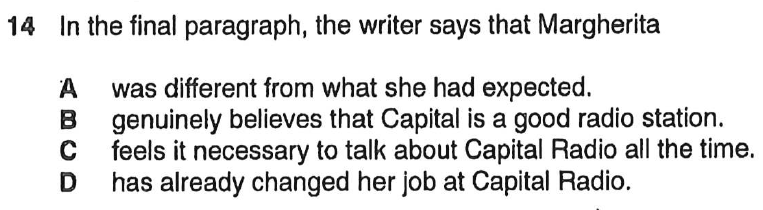 14 In the final paragraph, the writer says that Margherita
A was different from what she had expected.
B genuinely believes that Capital is a good radio station.
C feels it necessary to talk about Capital Radio all the time.
D has already changed her job at Capital Radio.